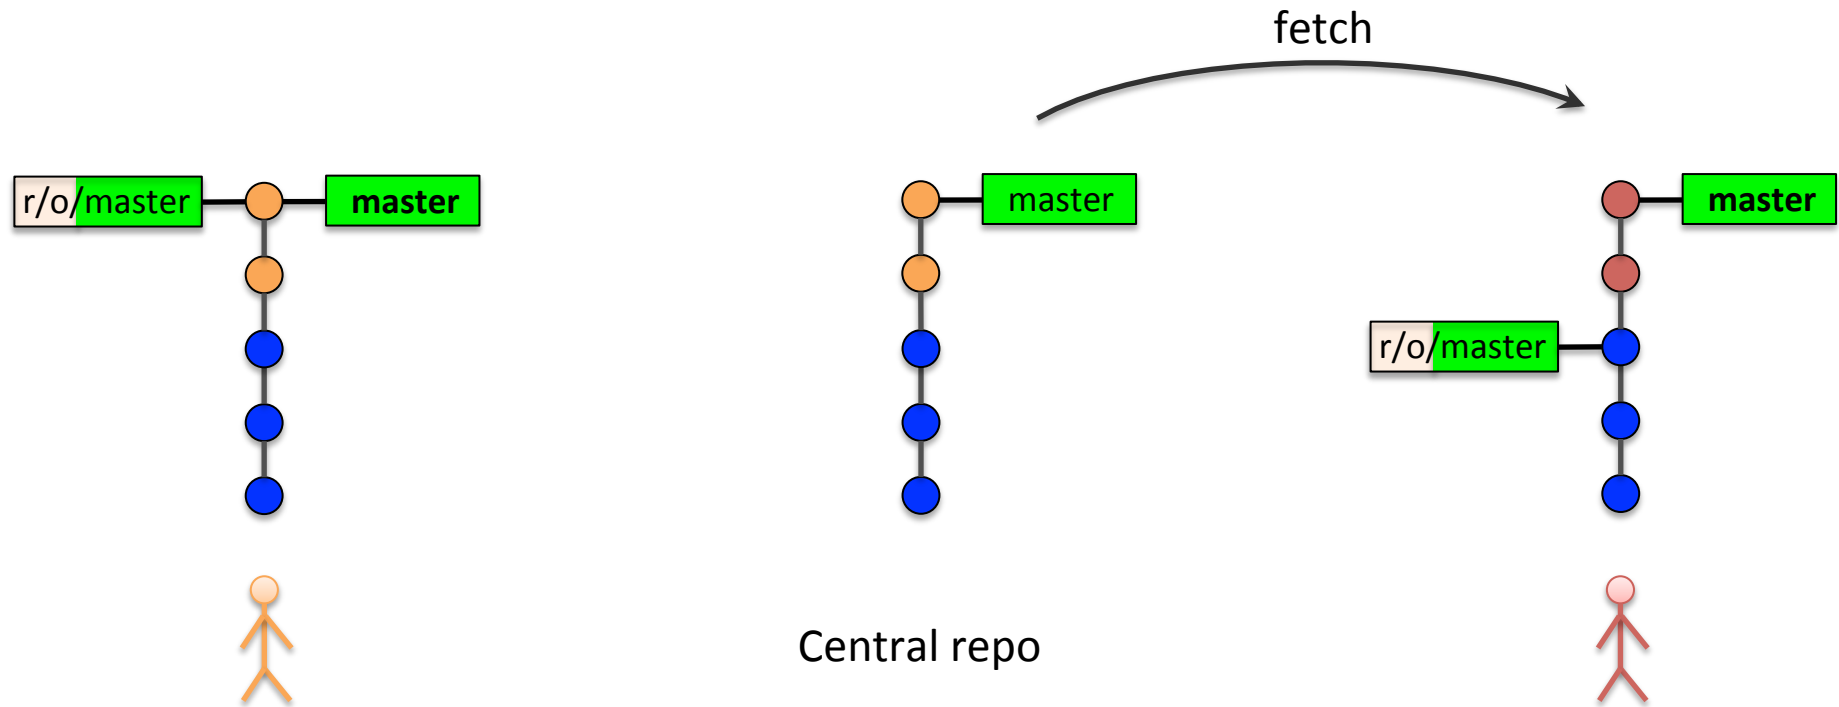 fetch
r/o/master
master
master
master
r/o/master
Central repo